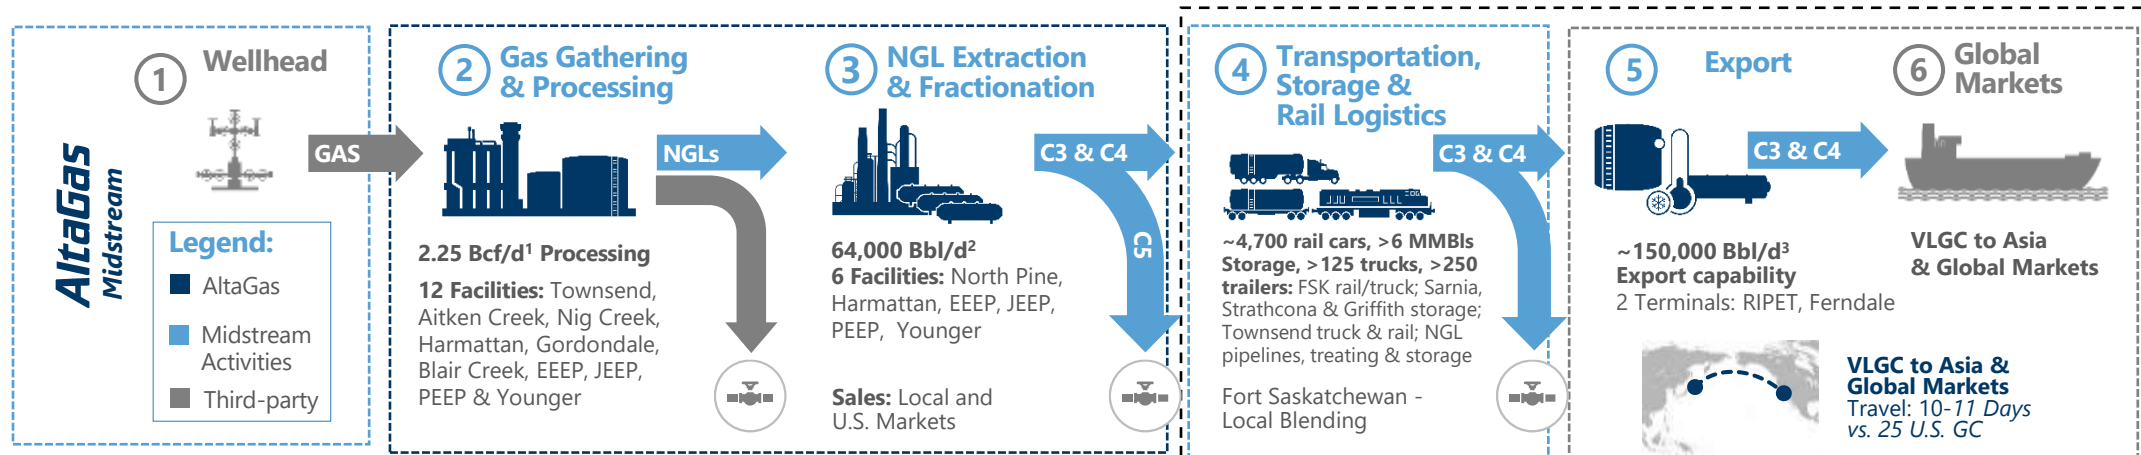 AltaGas
Midstream
1
Wellhead
GAS
Legend:
AltaGas
Midstream
Activities
Third-party
2
Gas Gathering
& Processing
NGLs
2.25 Bcf/d¹ Processing
12 Facilities: Townsend,
Aitken Creek, Nig Creek,
Harmattan, Gordondale,
Blair Creek, EEEP, JEEP,
PEEP & Younger
3
NGL Extraction
& Fractionation
C3 & C4
C5
64,000 Bbl/d²
6 Facilities: North Pine,
Harmattan, EEEP, JEEP,
PEEP, Younger
Sales: Local and
U.S. Markets
4
Transportation,
Storage &
Rail Logistics
C3 & C4
~4,700 rail cars, >6 MMBls
Storage, >125 trucks, >250
trailers: FSK rail/truck; Sarnia,
Strathcona & Griffith storage;
Townsend truck & rail; NGL
pipelines, treating & storage
Fort Saskatchewan -
Local Blending
5
Export
C3 & C4
~150,000 Bbl/d³
Export capability
2 Terminals: RIPET, Ferndale
6
Global
Markets
VLGC to Asia
& Global Markets
VLGC to Asia &
Global Markets
Travel: 10-11 Days
vs. 25 U.S. GC